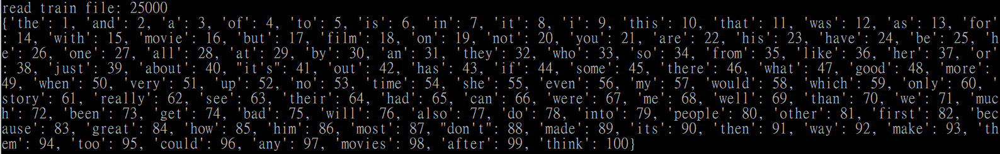 read train file: 25000
{'the': 1, 'and': 2, 'a': 3, 'of': 4, 'to': 5, 'is': 6, 'in': 7, 'it': 8, 'i': 9, 'this': 10, 'that': 11, 'was': 12, 'as': 13, 'for'
: 14, 'with': 15, 'movie': 16, 'but': 17, 'film': 18, 'on': 19, 'not': 20, 'you': 21, 'are': 22, 'his': 23, 'have': 24, 'be': 25, 'h
e': 26, 'one': 27, 'all': 28, 'at': 29, 'by': 30, 'an': 31, 'they': 32, 'who': 33, 'so': 34, 'from': 35, 'like': 36, 'her': 37, 'or'
: 38, 'just': 39, 'about': 40, "it's": 41, 'out': 42, 'has': 43, 'if': 44, 'some': 45, 'there': 46, 'what': 47, 'good': 48, 'more':
49, 'when': 50, 'very': 51, 'up': 52, 'no': 53, 'time': 54, 'she': 55, 'even': 56, 'my': 57, 'would': 58, 'which': 59, 'only': 60, '
story': 61, 'really': 62, 'see': 63, 'their': 64, 'had': 65, 'can': 66, 'were': 67, 'me': 68, 'well': 69, 'than': 70, 'we': 71, 'muc
h': 72, 'been': 73, 'get': 74, 'bad': 75, 'will': 76, 'also': 77, 'do': 78, 'into': 79, 'people': 80, 'other': 81, 'first': 82, 'bec
ause': 83, 'great': 84, 'how': 85, 'him': 86, 'most': 87, "don't": 88, 'made': 89, 'its': 90, 'then': 91, 'way': 92, 'make': 93, 'th
em': 94, 'too': 95, 'could': 96, 'any': 97, 'movies': 98, 'after': 99, 'think': 100}